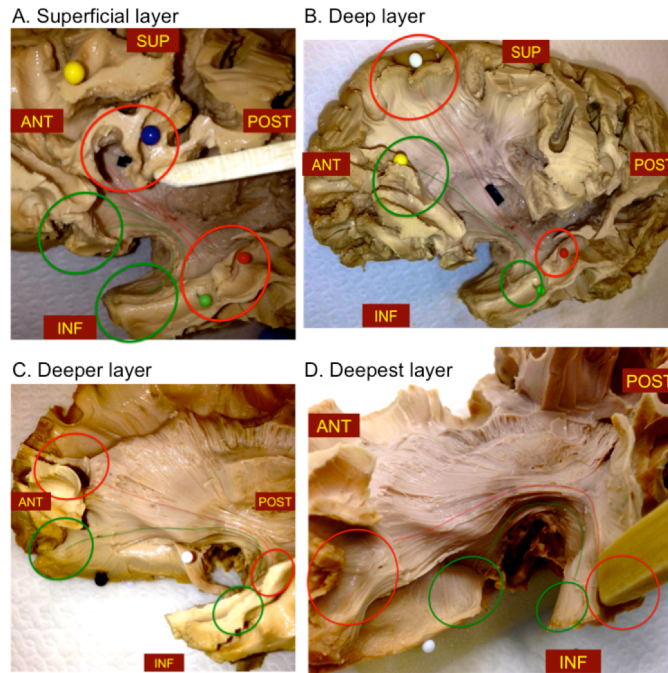 A. Superficial layer
SUP
ANT
POST
INF
B. Deep layer
SUP
ANT
POST
INF
C. Deeper layer
ANT
POST
INF
D. Deepest layer
POST
ANT
INF